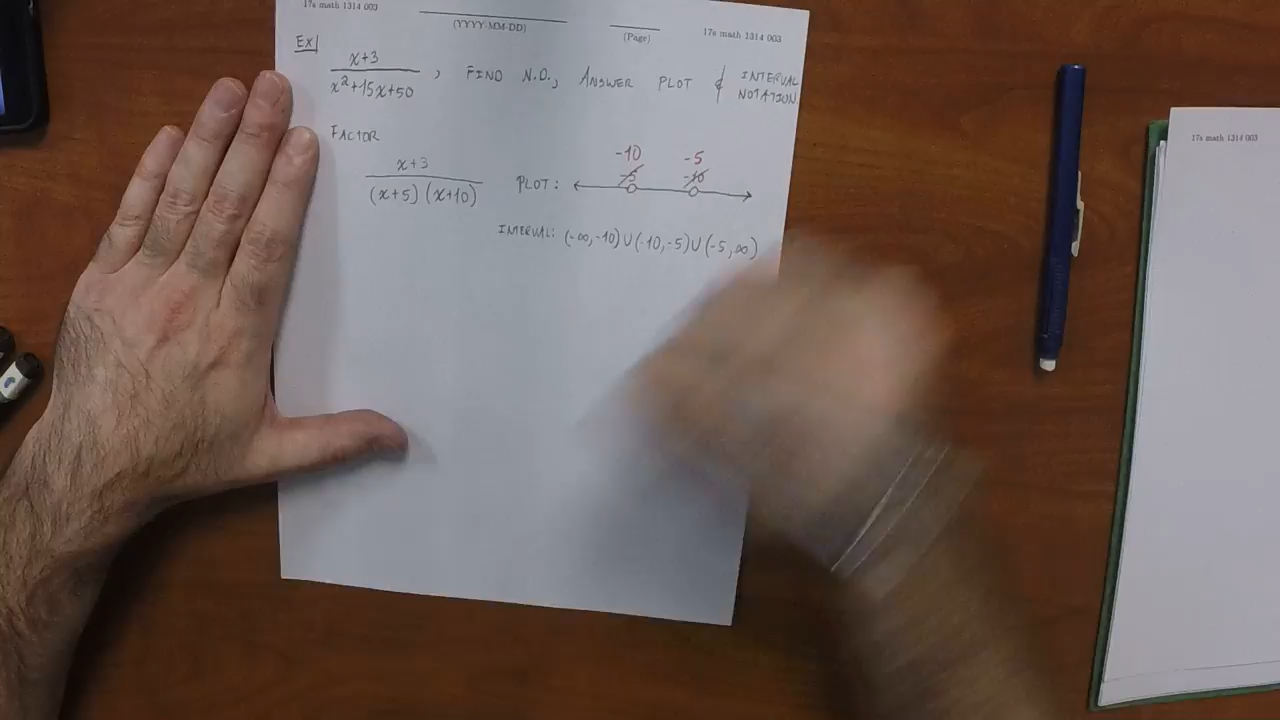 17s math 1314 003
(YYYY-MM-DD)
(Page)
17s math 1314 003
17s math 1314 003
Ex|
x+3
x²+15x+50
, FIND N.D., ANSWER PLOT & INTERVAL NOTATION.
FACTOR
x+3
(x+5) (x+10)
-10 -5
PLOT: -5 -10
INTERVAL: (-∞,-10)∪(-10,-5)∪(-5,∞)